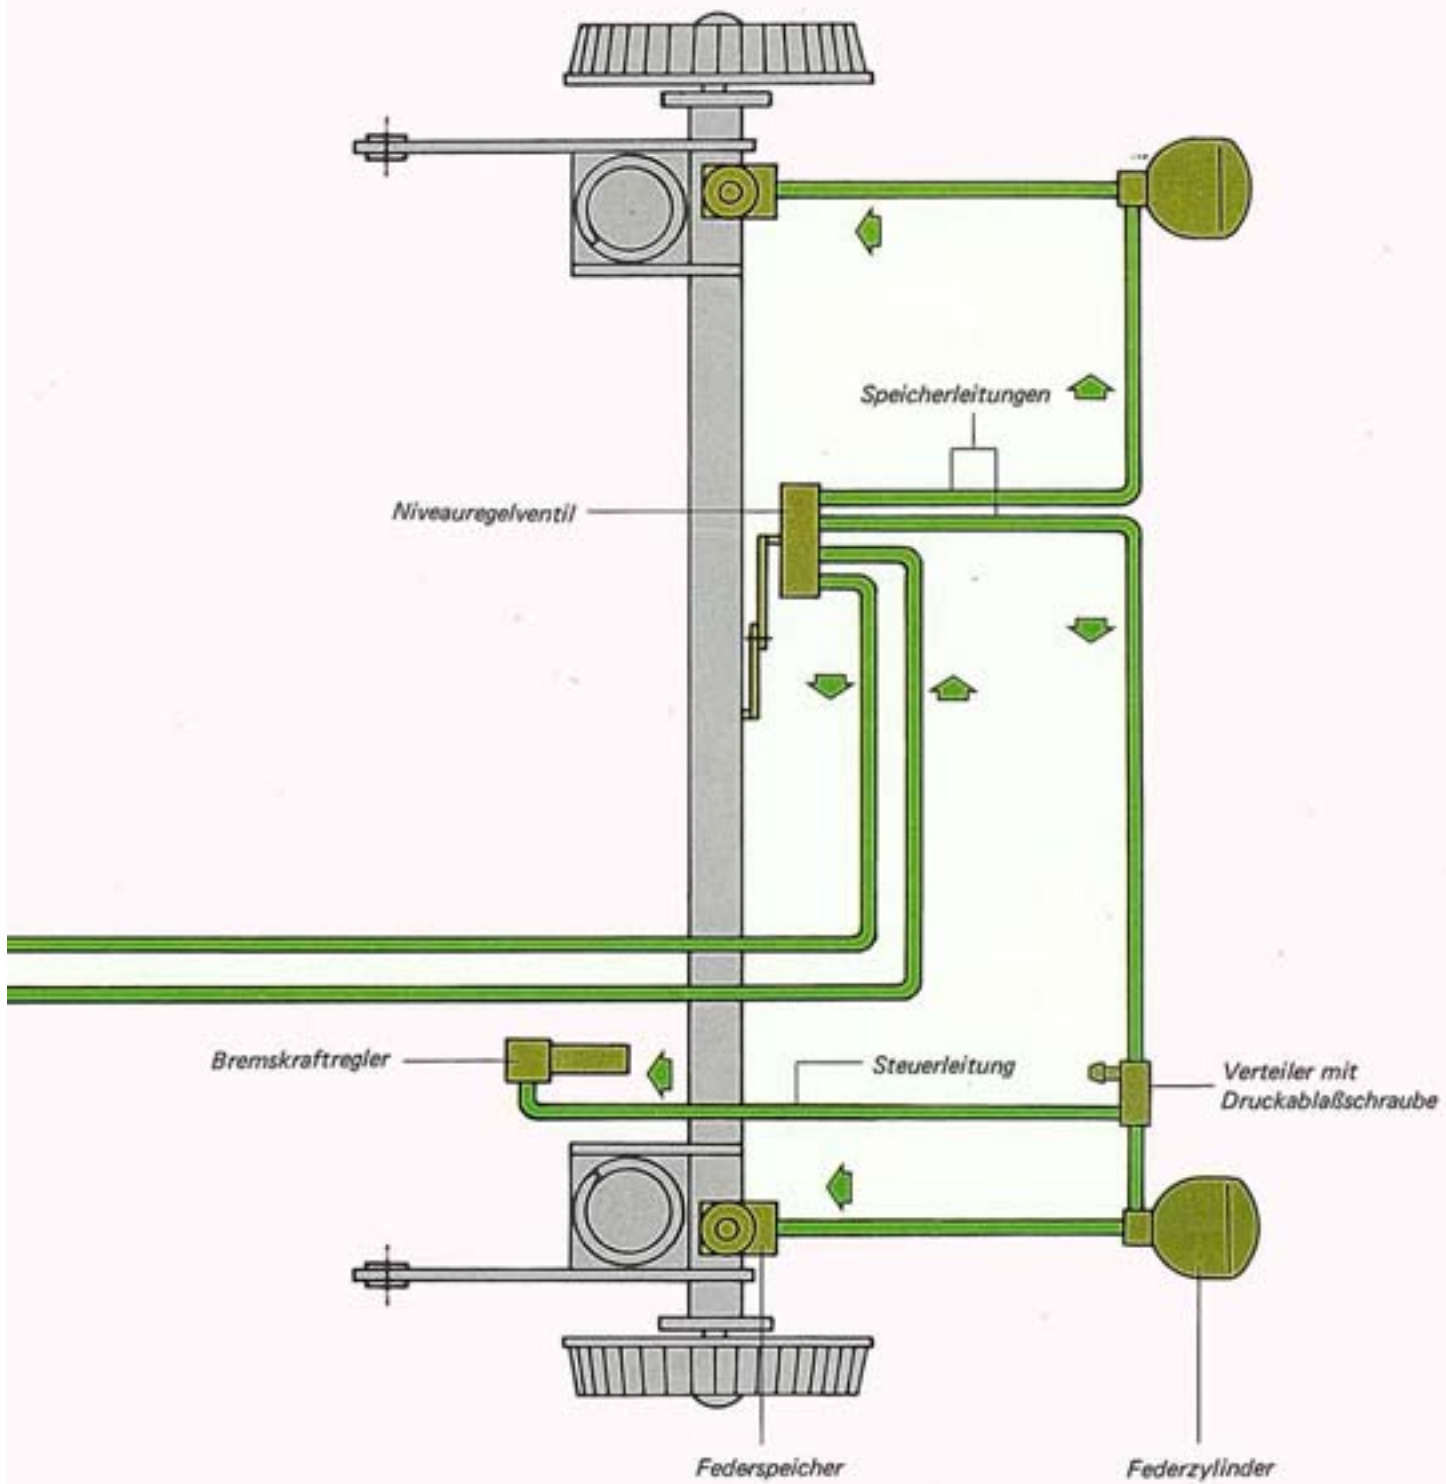 Speicherleitungen
Niveauregelventil
Bremskraftregler
Steuerleitung
Verteiler mit
Druckablaßschraube
Federspeicher
Federzylinder